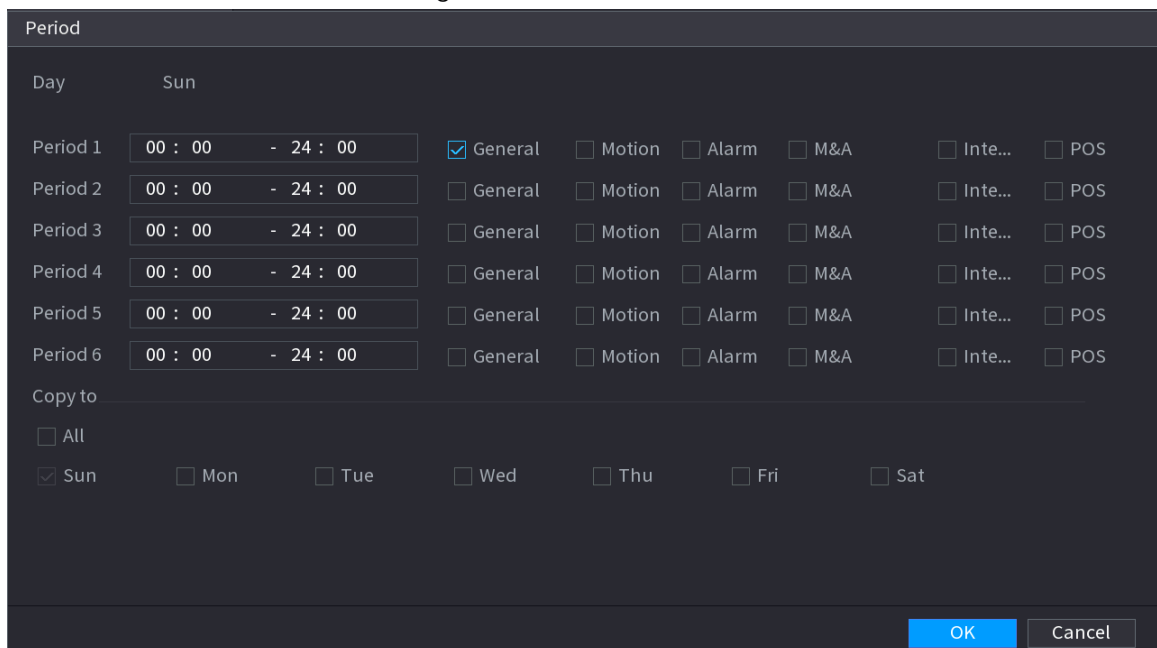 Period
Day Sun
Period 1 00 : 00 - 24 : 00 General Motion Alarm M&A Inte... POS
Period 2 00 : 00 - 24 : 00 General Motion Alarm M&A Inte... POS
Period 3 00 : 00 - 24 : 00 General Motion Alarm M&A Inte... POS
Period 4 00 : 00 - 24 : 00 General Motion Alarm M&A Inte... POS
Period 5 00 : 00 - 24 : 00 General Motion Alarm M&A Inte... POS
Period 6 00 : 00 - 24 : 00 General Motion Alarm M&A Inte... POS
Copy to
All
Sun Mon Tue Wed Thu Fri Sat
OK Cancel